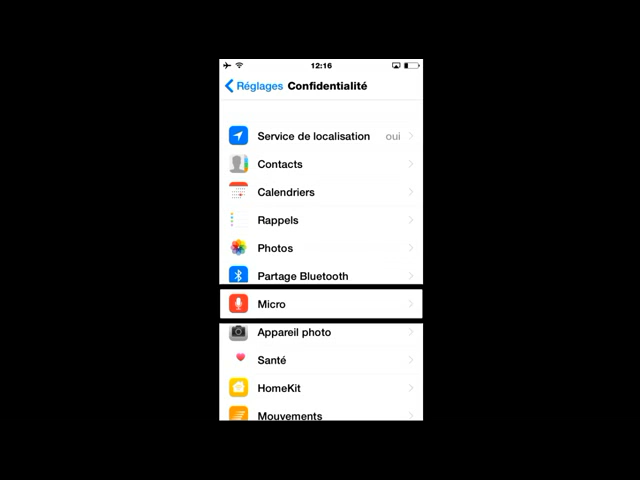 12:16
Réglages Confidentialité
Service de localisation oui
Contacts
Calendriers
Rappels
Photos
Partage Bluetooth
Micro
Appareil photo
Santé
HomeKit
Mouvements